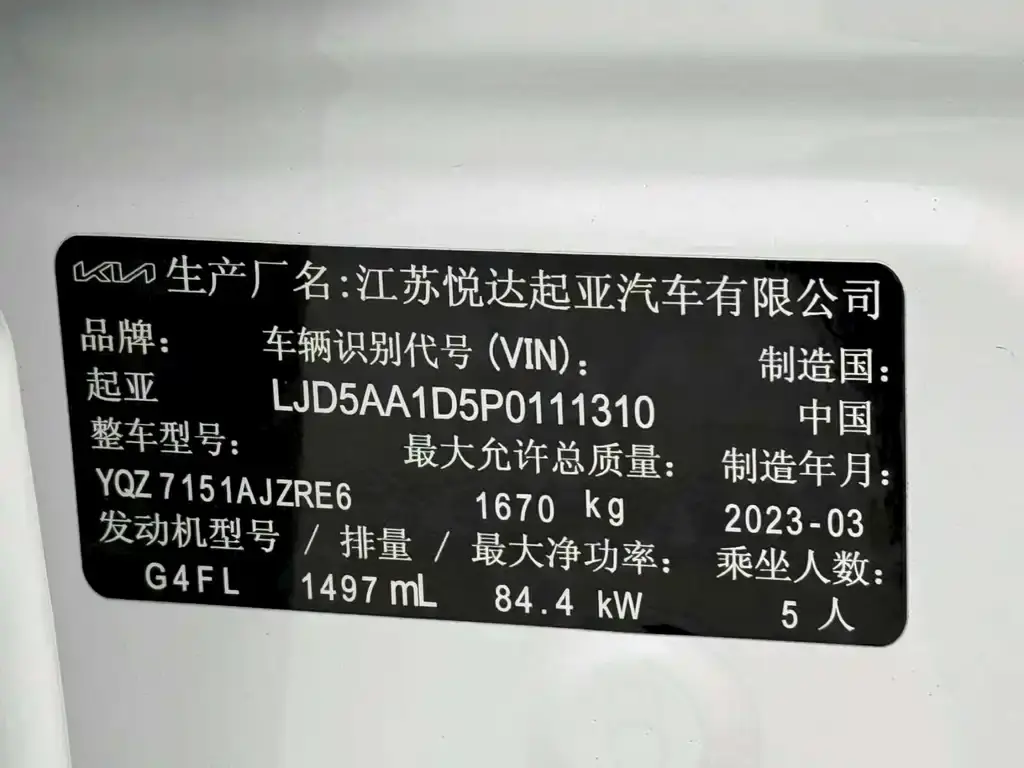 KIA 生产厂名:江苏悦达起亚汽车有限公司
品牌: 车辆识别代号(VIN): 制造国:
起亚 LJD5AA1D5P0111310 中国
整车型号: 最大允许总质量: 制造年月:
YQZ7151AJZRE6 1670 kg 2023-03
发动机型号 / 排量 / 最大净功率: 乘坐人数:
G4FL 1497 mL 84.4 kW 5 人